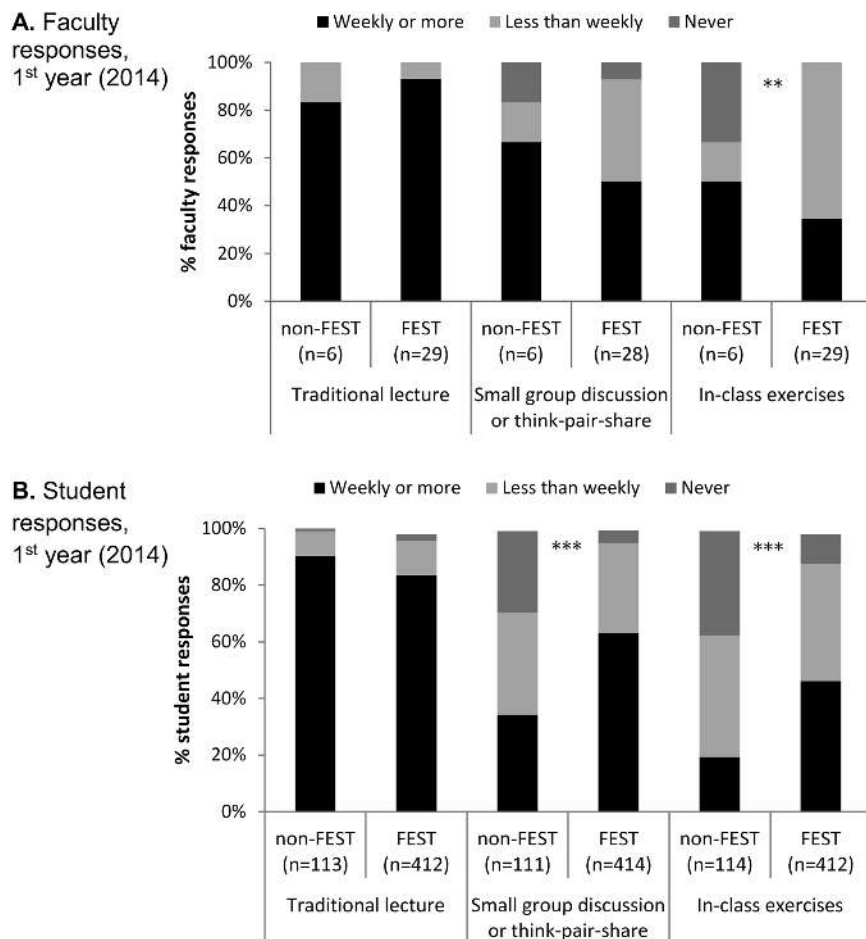 A. Faculty
responses,
1st year (2014)
Weekly or more Less than weekly Never
% faculty responses
100%
80%
60%
40%
20%
0%
**
non-FEST FEST non-FEST FEST non-FEST FEST
(n=6) (n=29) (n=6) (n=28) (n=6) (n=29)
Traditional lecture Small group discussion In-class exercises
or think-pair-share
B. Student
responses,
1st year (2014)
Weekly or more Less than weekly Never
% student responses
100%
80%
60%
40%
20%
0%
*** ***
non-FEST FEST non-FEST FEST non-FEST FEST
(n=113) (n=412) (n=111) (n=414) (n=114) (n=412)
Traditional lecture Small group discussion In-class exercises
or think-pair-share